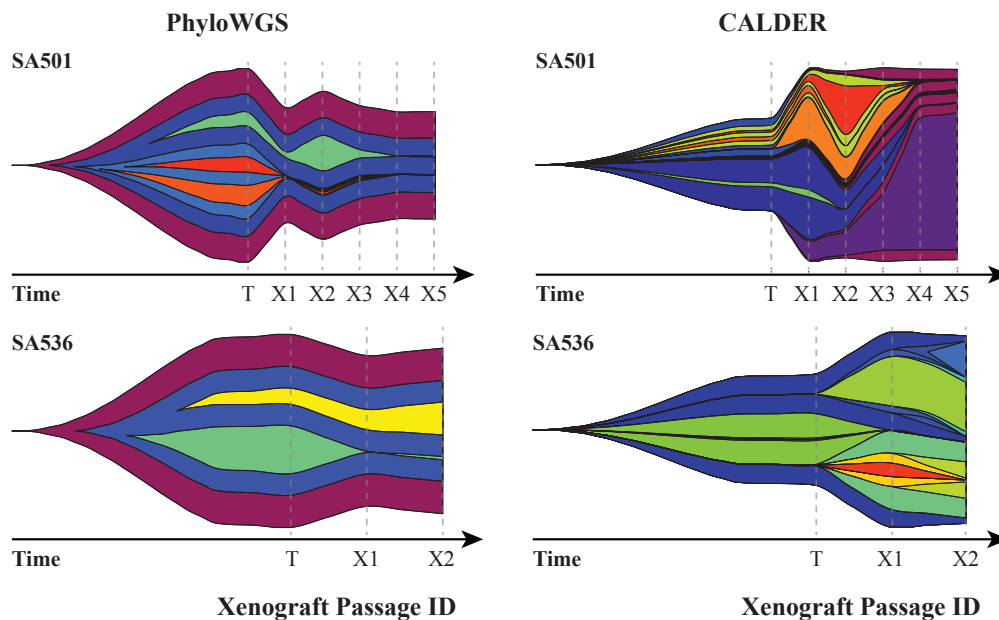 PhyloWGS
CALDER
SA501
SA501
T X1 X2 X3 X4 X5
Time
T X1 X2 X3 X4 X5
Time
SA536
SA536
T X1 X2
Time
T X1 X2
Time
Xenograft Passage ID
Xenograft Passage ID